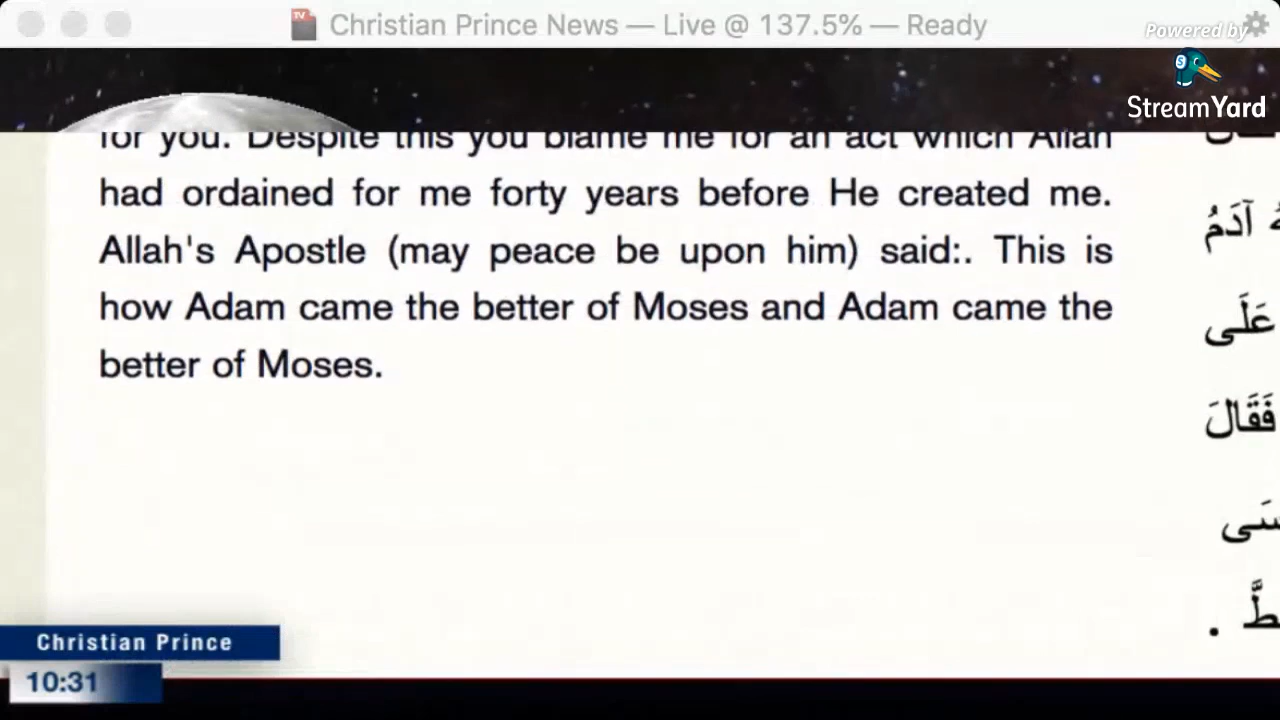 Christian Prince News — Live @ 137.5% — Ready
Powered by
StreamYard
for you. Despite this you blame me for an act which Allah
had ordained for me forty years before He created me.
Allah's Apostle (may peace be upon him) said:. This is
how Adam came the better of Moses and Adam came the
better of Moses.
آدَمُ
عَلَى
فَقَالَ
Christian Prince
10:31